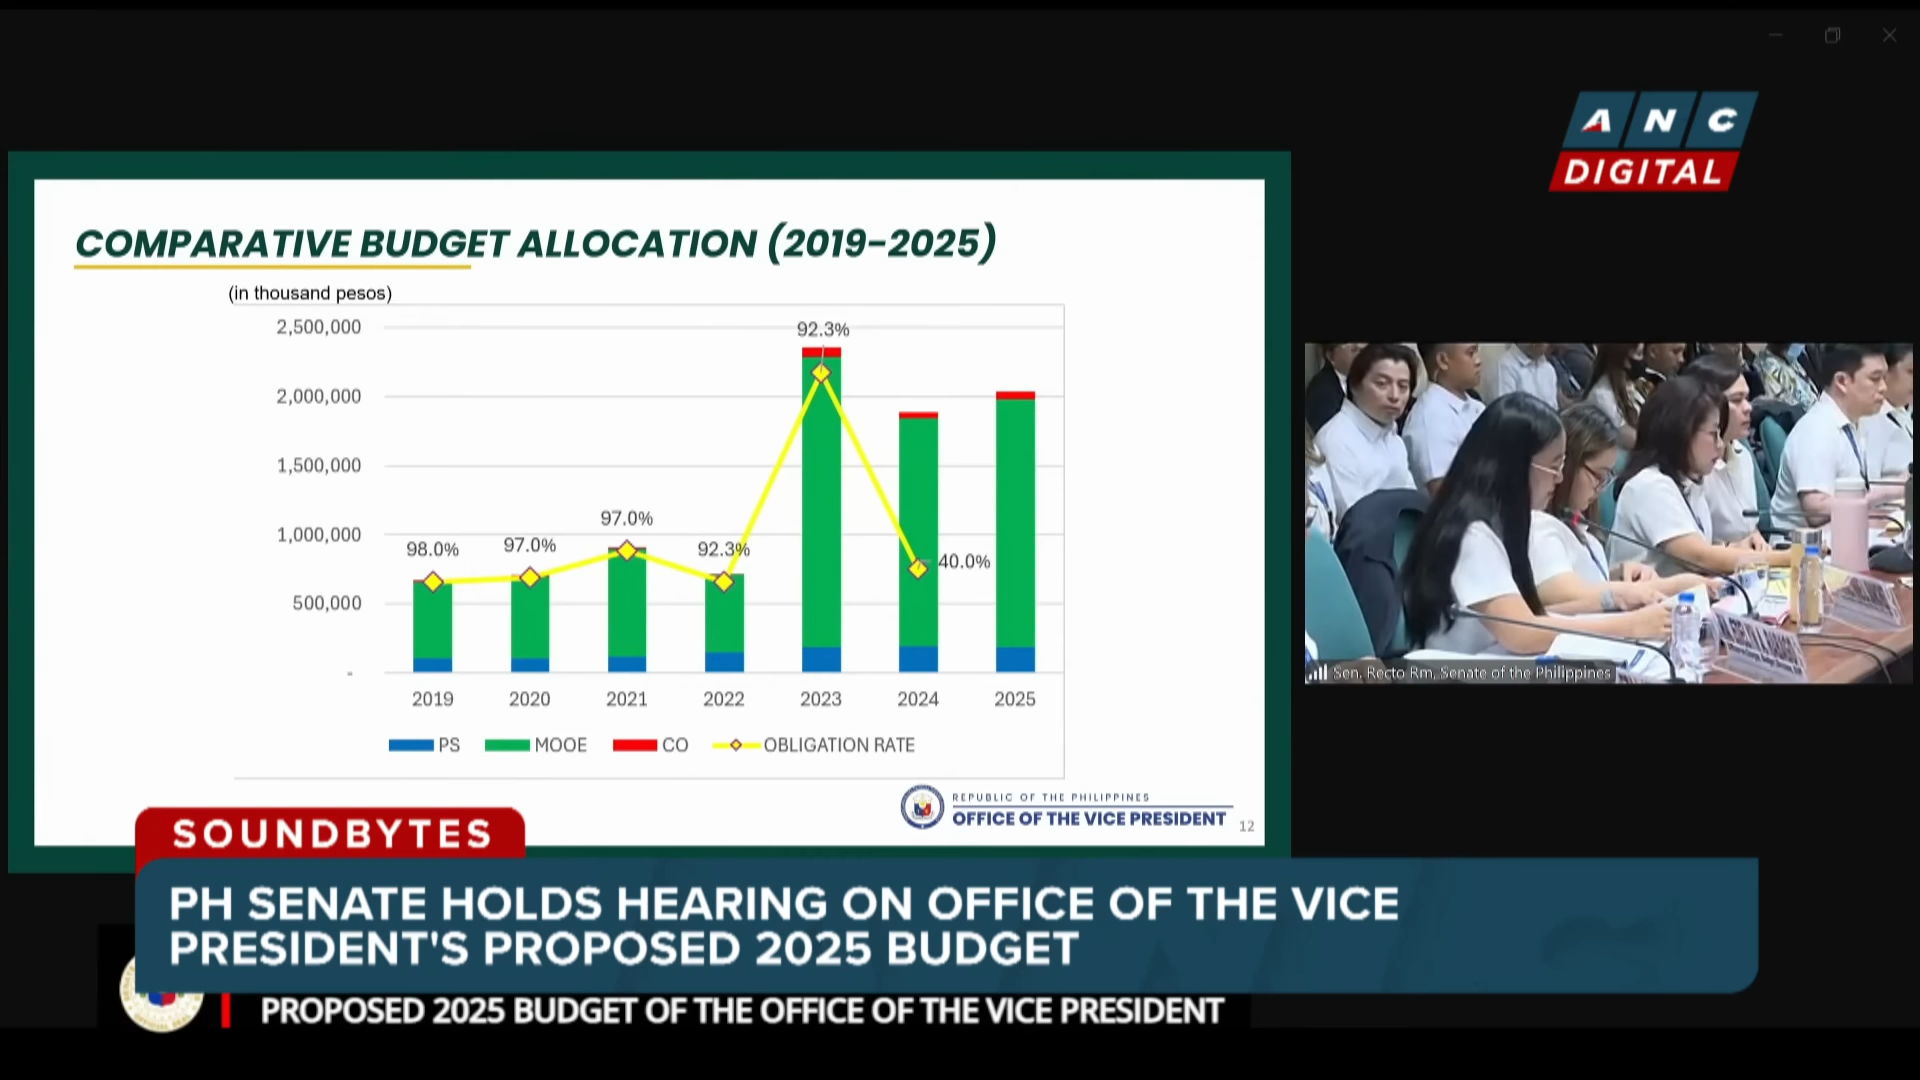 ANC
DIGITAL
COMPARATIVE BUDGET ALLOCATION (2019-2025)
(in thousand pesos)
2,500,000
2,000,000
1,500,000
1,000,000
500,000
-
98.0%
97.0%
97.0%
92.3%
92.3%
40.0%
2019 2020 2021 2022 2023 2024 2025
PS MOOE CO OBLIGATION RATE
REPUBLIC OF THE PHILIPPINES
OFFICE OF THE VICE PRESIDENT
12
Sen. Recto Rm, Senate of the Philippines
SOUNDBYTES
PH SENATE HOLDS HEARING ON OFFICE OF THE VICE
PRESIDENT'S PROPOSED 2025 BUDGET
PROPOSED 2025 BUDGET OF THE OFFICE OF THE VICE PRESIDENT